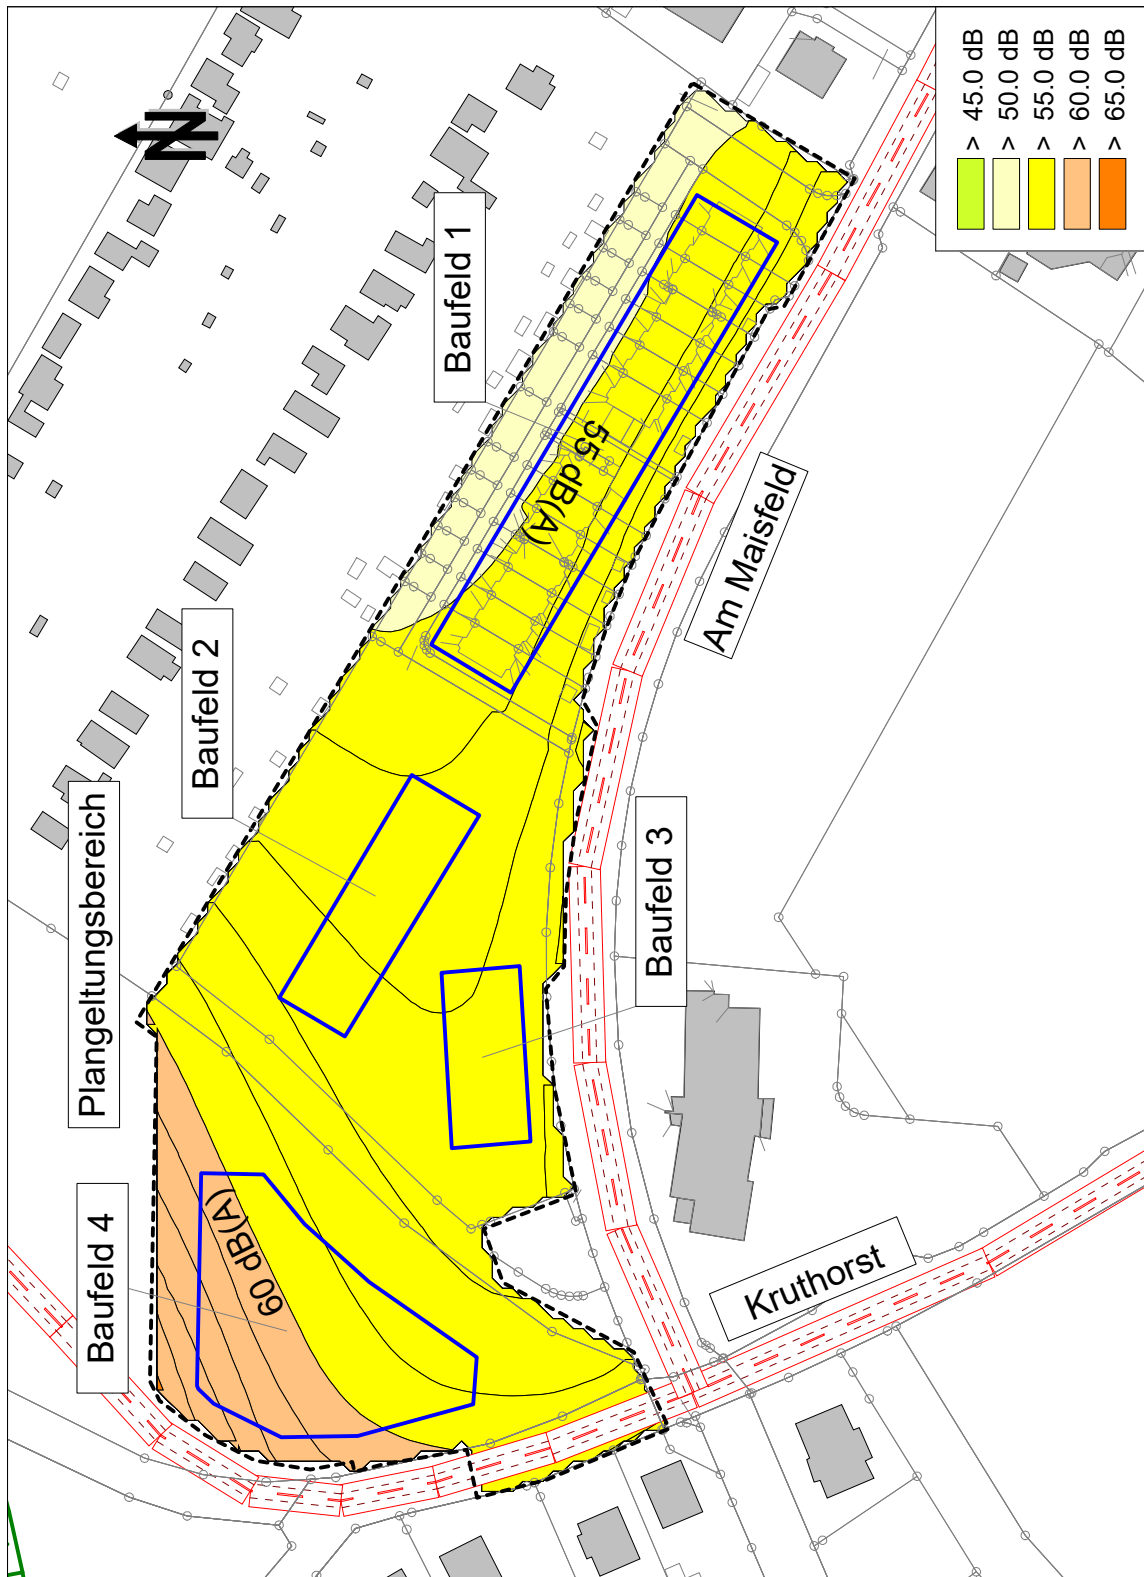 N
Baufeld 1
Baufeld 2
Plangeltungsbereich
Baufeld 4
Baufeld 3
55 dB(A)
60 dB(A)
Am Maisfeld
Kruthorst
> 45.0 dB
> 50.0 dB
> 55.0 dB
> 60.0 dB
> 65.0 dB